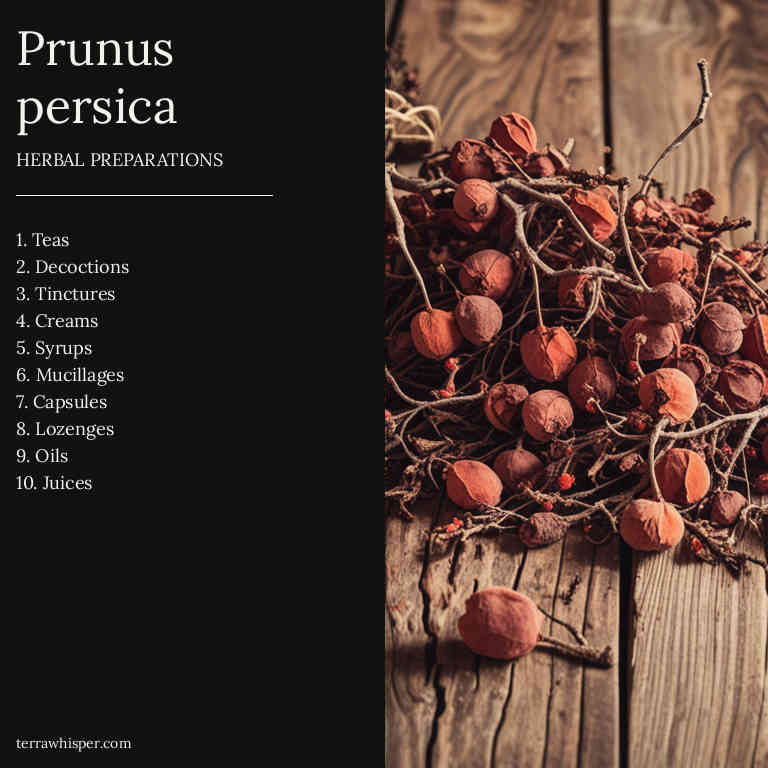 Prunus
persica
HERBAL PREPARATIONS
1. Teas
2. Decoctions
3. Tinctures
4. Creams
5. Syrups
6. Mucillages
7. Capsules
8. Lozenges
9. Oils
10. Juices
terrawhisper.com